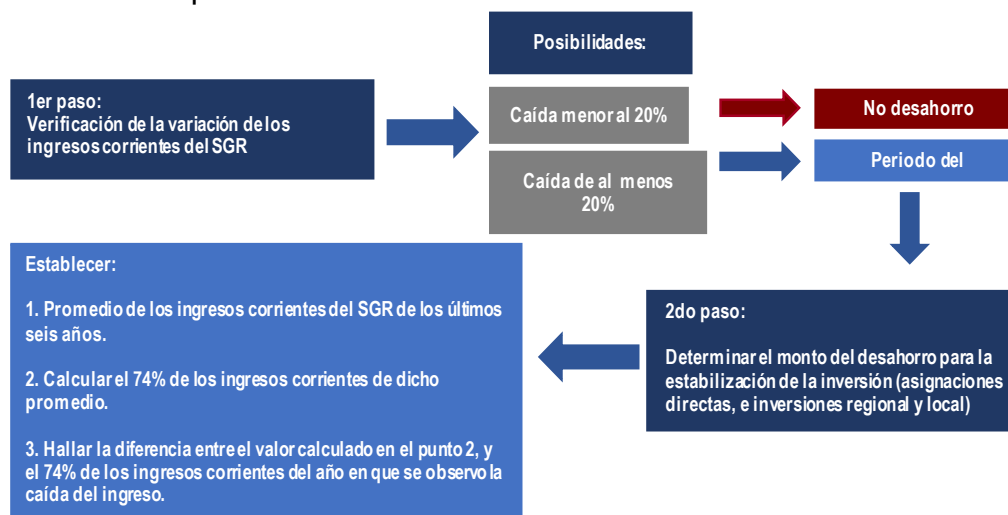 Posibilidades:
1er paso:
Verificación de la variación de los
ingresos corrientes del SGR
Caída menor al 20%
No desahorro
Caída de al menos
20%
Periodo del
Establecer:
1. Promedio de los ingresos corrientes del SGR de los últimos
seis años.
2. Calcular el 74% de los ingresos corrientes de dicho
promedio.
3. Hallar la diferencia entre el valor calculado en el punto 2, y
el 74% de los ingresos corrientes del año en que se observo la
caída del ingreso.
2do paso:
Determinar el monto del desahorro para la
estabilización de la inversión (asignaciones
directas, e inversiones regional y local)